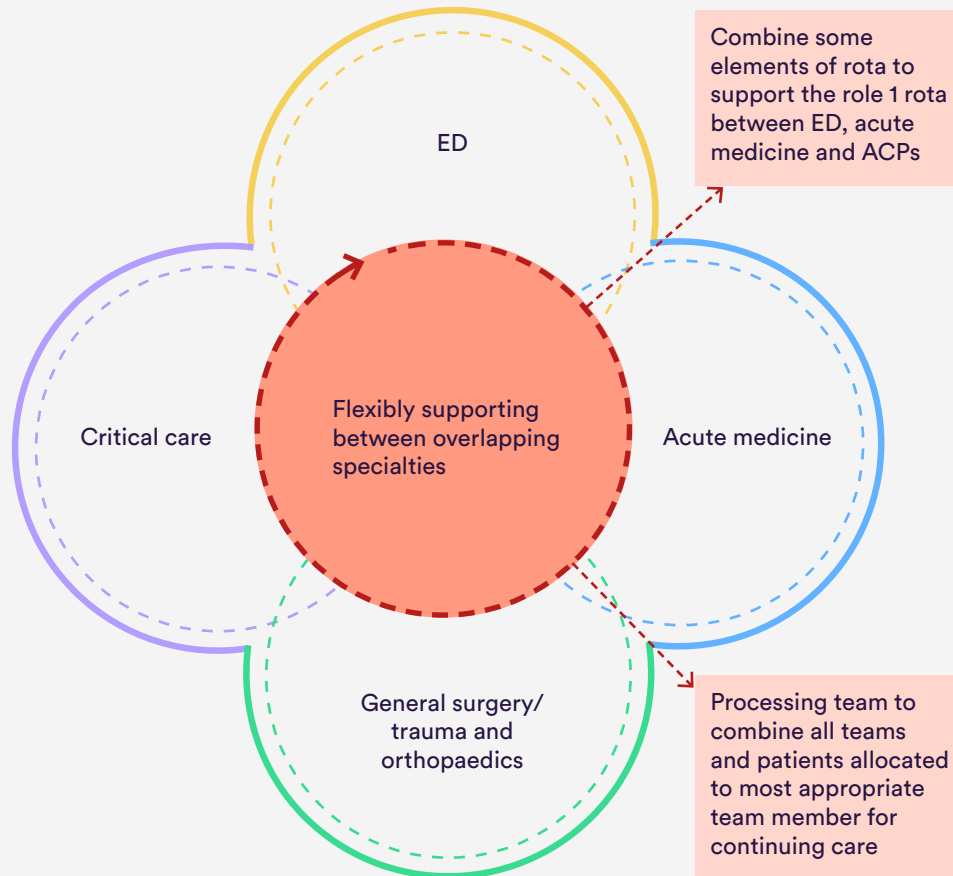 Combine some
elements of rota to
support the role 1 rota
between ED, acute
medicine and ACPs
ED
Critical care
Flexibly supporting
between overlapping
specialties
Acute medicine
General surgery/
trauma and
orthopaedics
Processing team to
combine all teams
and patients allocated
to most appropriate
team member for
continuing care